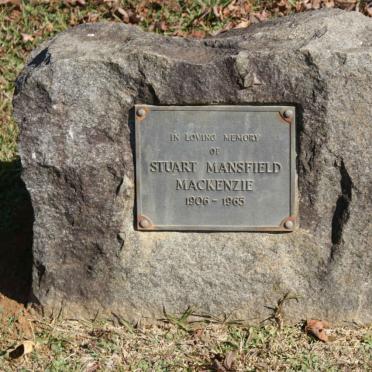 IN LOVING MEMORY
OF
STUART MANSFIELD
MACKENZIE
1906 - 1965